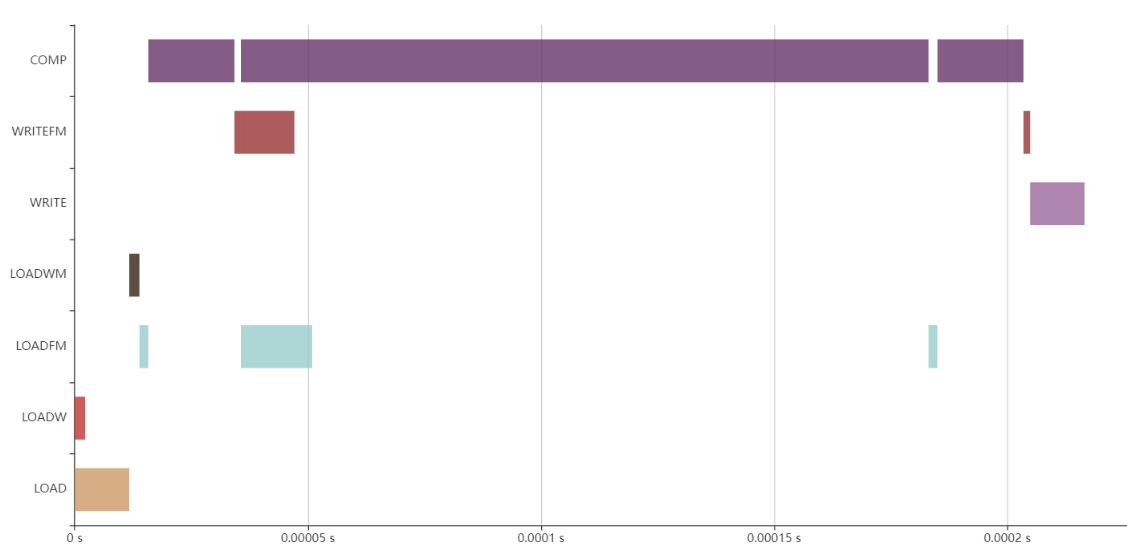 COMP
WRITEFM
WRITE
LOADWM
LOADFM
LOADW
LOAD
0 s 0.00005 s 0.0001 s 0.00015 s 0.0002 s